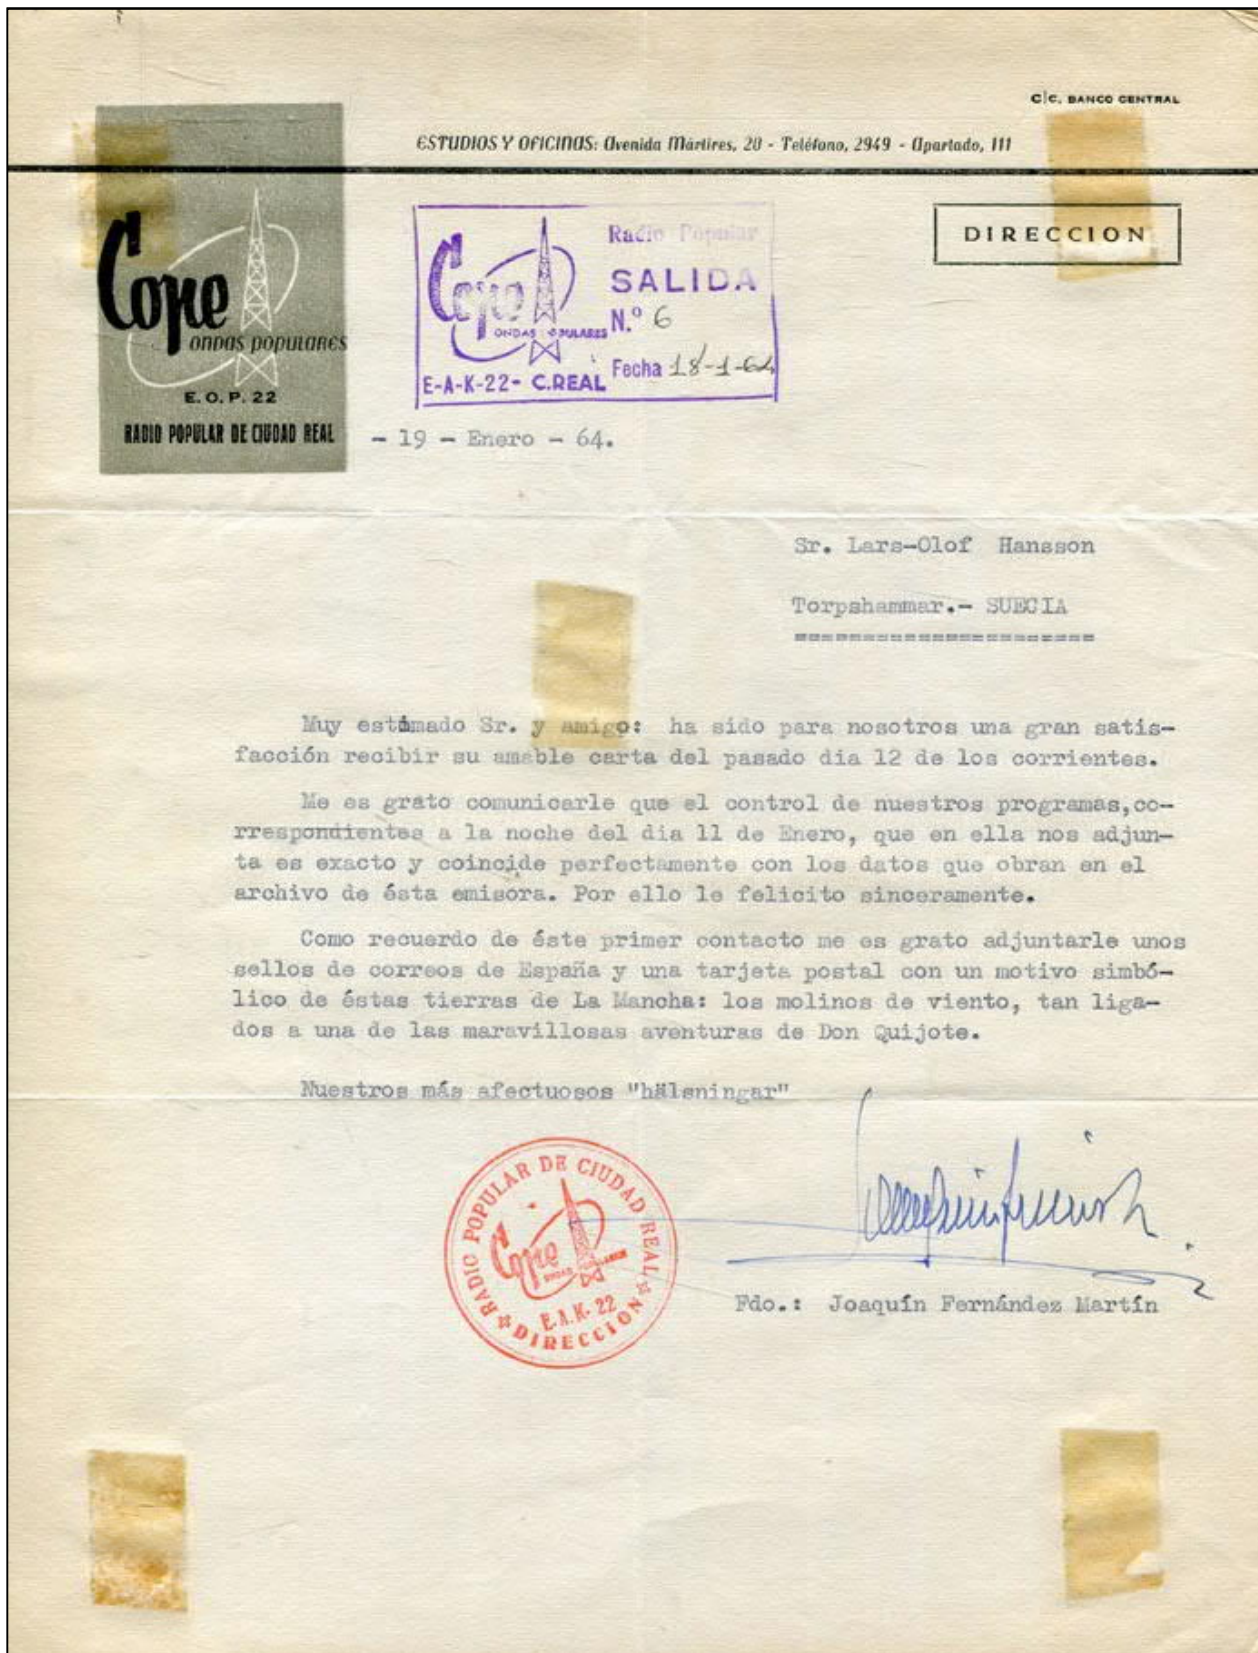 C/C. BANCO CENTRAL
ESTUDIOS Y OFICINAS: Avenida Mártires, 20 - Teléfono, 2949 - Apartado, 111
DIRECCION
Cope
ondas populares
E. O. P. 22
RADIO POPULAR DE CIUDAD REAL
Radio Popular
SALIDA
Cope
ONDAS POPULARES
N.º 6
Fecha 18-1-64
E-A-K-22- C.REAL
- 19 - Enero - 64.
Sr. Lars-Olof Hansson
Torpshammar.- SUECIA
=======================
Muy estimado Sr. y amigo: ha sido para nosotros una gran satis-
facción recibir su amable carta del pasado dia 12 de los corrientes.
Me es grato comunicarle que el control de nuestros programas,co-
rrespondientes a la noche del dia 11 de Enero, que en ella nos adjun-
ta es exacto y coincide perfectamente con los datos que obran en el
archivo de ésta emisora. Por ello le felicito sinceramente.
Como recuerdo de éste primer contacto me es grato adjuntarle unos
sellos de correos de España y una tarjeta postal con un motivo simbó-
lico de éstas tierras de La Mancha: los molinos de viento, tan liga-
dos a una de las maravillosas aventuras de Don Quijote.
Nuestros más afectuosos "hälsningar"
RADIO POPULAR DE CIUDAD REAL
Cope
ONDAS POPULARES
E.A.K. 22
DIRECCION
Fdo.: Joaquín Fernández Martín